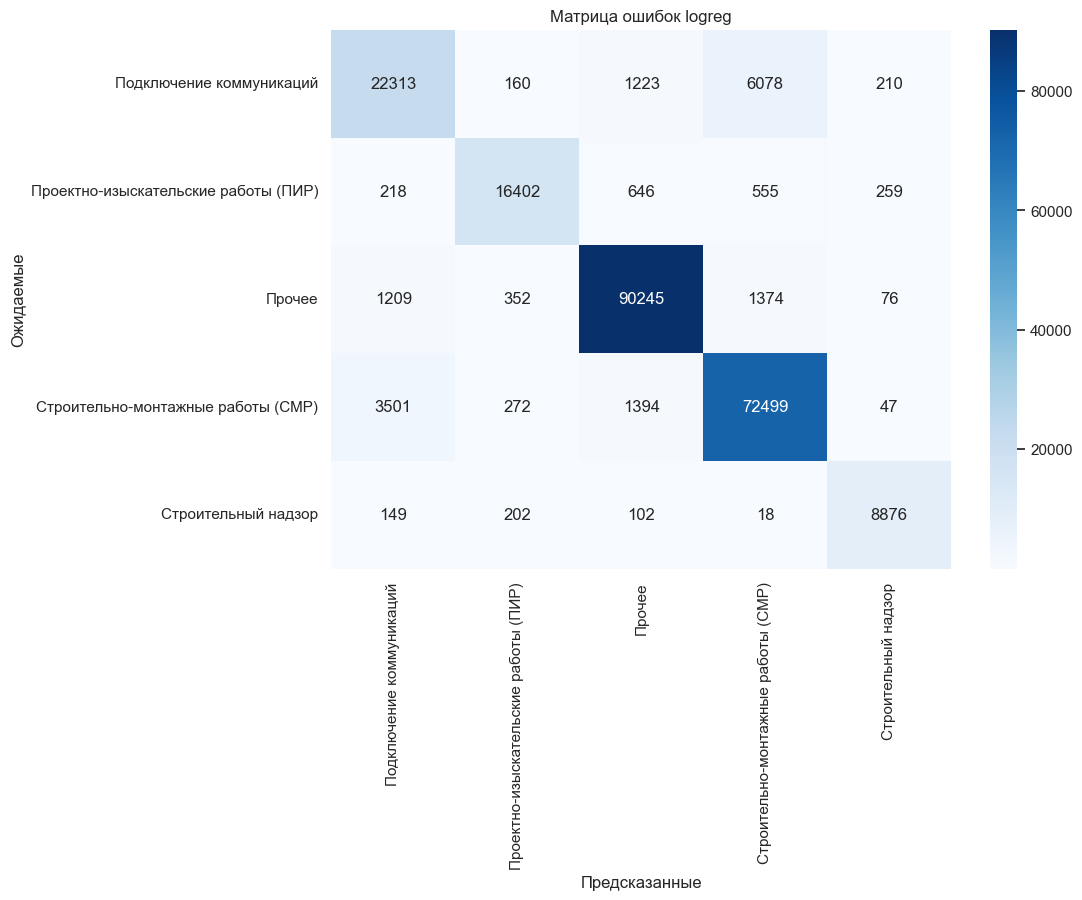 Матрица ошибок logreg
Ожидаемые
Подключение коммуникаций 22313 160 1223 6078 210
Проектно-изыскательские работы (ПИР) 218 16402 646 555 259
Прочее 1209 352 90245 1374 76
Строительно-монтажные работы (СМР) 3501 272 1394 72499 47
Строительный надзор 149 202 102 18 8876
Подключение коммуникаций
Проектно-изыскательские работы (ПИР)
Прочее
Строительно-монтажные работы (СМР)
Строительный надзор
Предсказанные
80000
60000
40000
20000